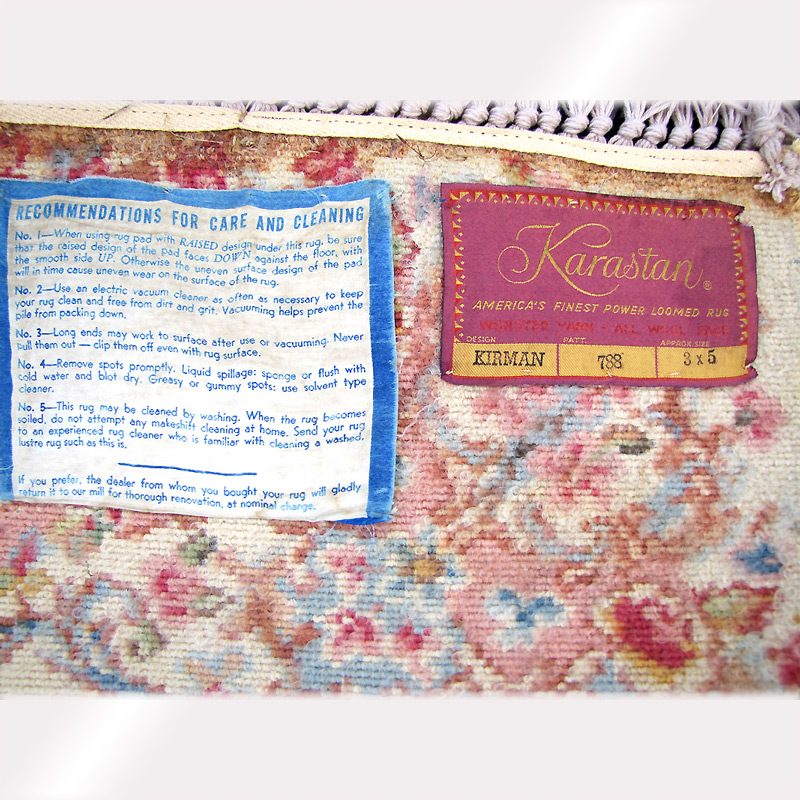 RECOMMENDATIONS FOR CARE AND CLEANING
No. 1—When using rug pad with RAISED design under this rug, be sure
that the raised design of the pad faces DOWN against the floor, with
the smooth side UP. Otherwise the uneven surface design of the pad
will in time cause uneven wear on the surface of the rug.
No. 2—Use an electric vacuum cleaner as often as necessary to keep
your rug clean and free from dirt and grit. Vacuuming helps prevent the
pile from packing down.
No. 3—Long ends may work to surface after use or vacuuming. Never
pull them out — clip them off even with rug surface.
No. 4—Remove spots promptly. Liquid spillage: sponge or flush with
cold water and blot dry. Greasy or gummy spots: use solvent type
cleaner.
No. 5—This rug may be cleaned by washing. When the rug becomes
soiled, do not attempt any makeshift cleaning at home. Send your rug
to an experienced rug cleaner who is familiar with cleaning a washed,
lustre rug such as this is.
If you prefer, the dealer from whom you bought your rug will gladly
return it to our mill for thorough renovation, at nominal charge.
Karastan®
AMERICA'S FINEST POWER LOOMED RUG
WORSTED YARN - ALL WOOL FACE
DESIGN PATT. APPROX. SIZE
KIRMAN 788 3 x 5